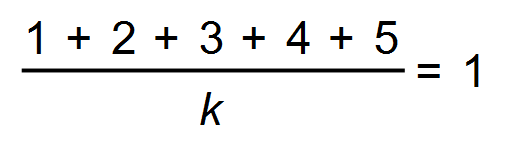 1 + 2 + 3 + 4 + 5
= 1
k